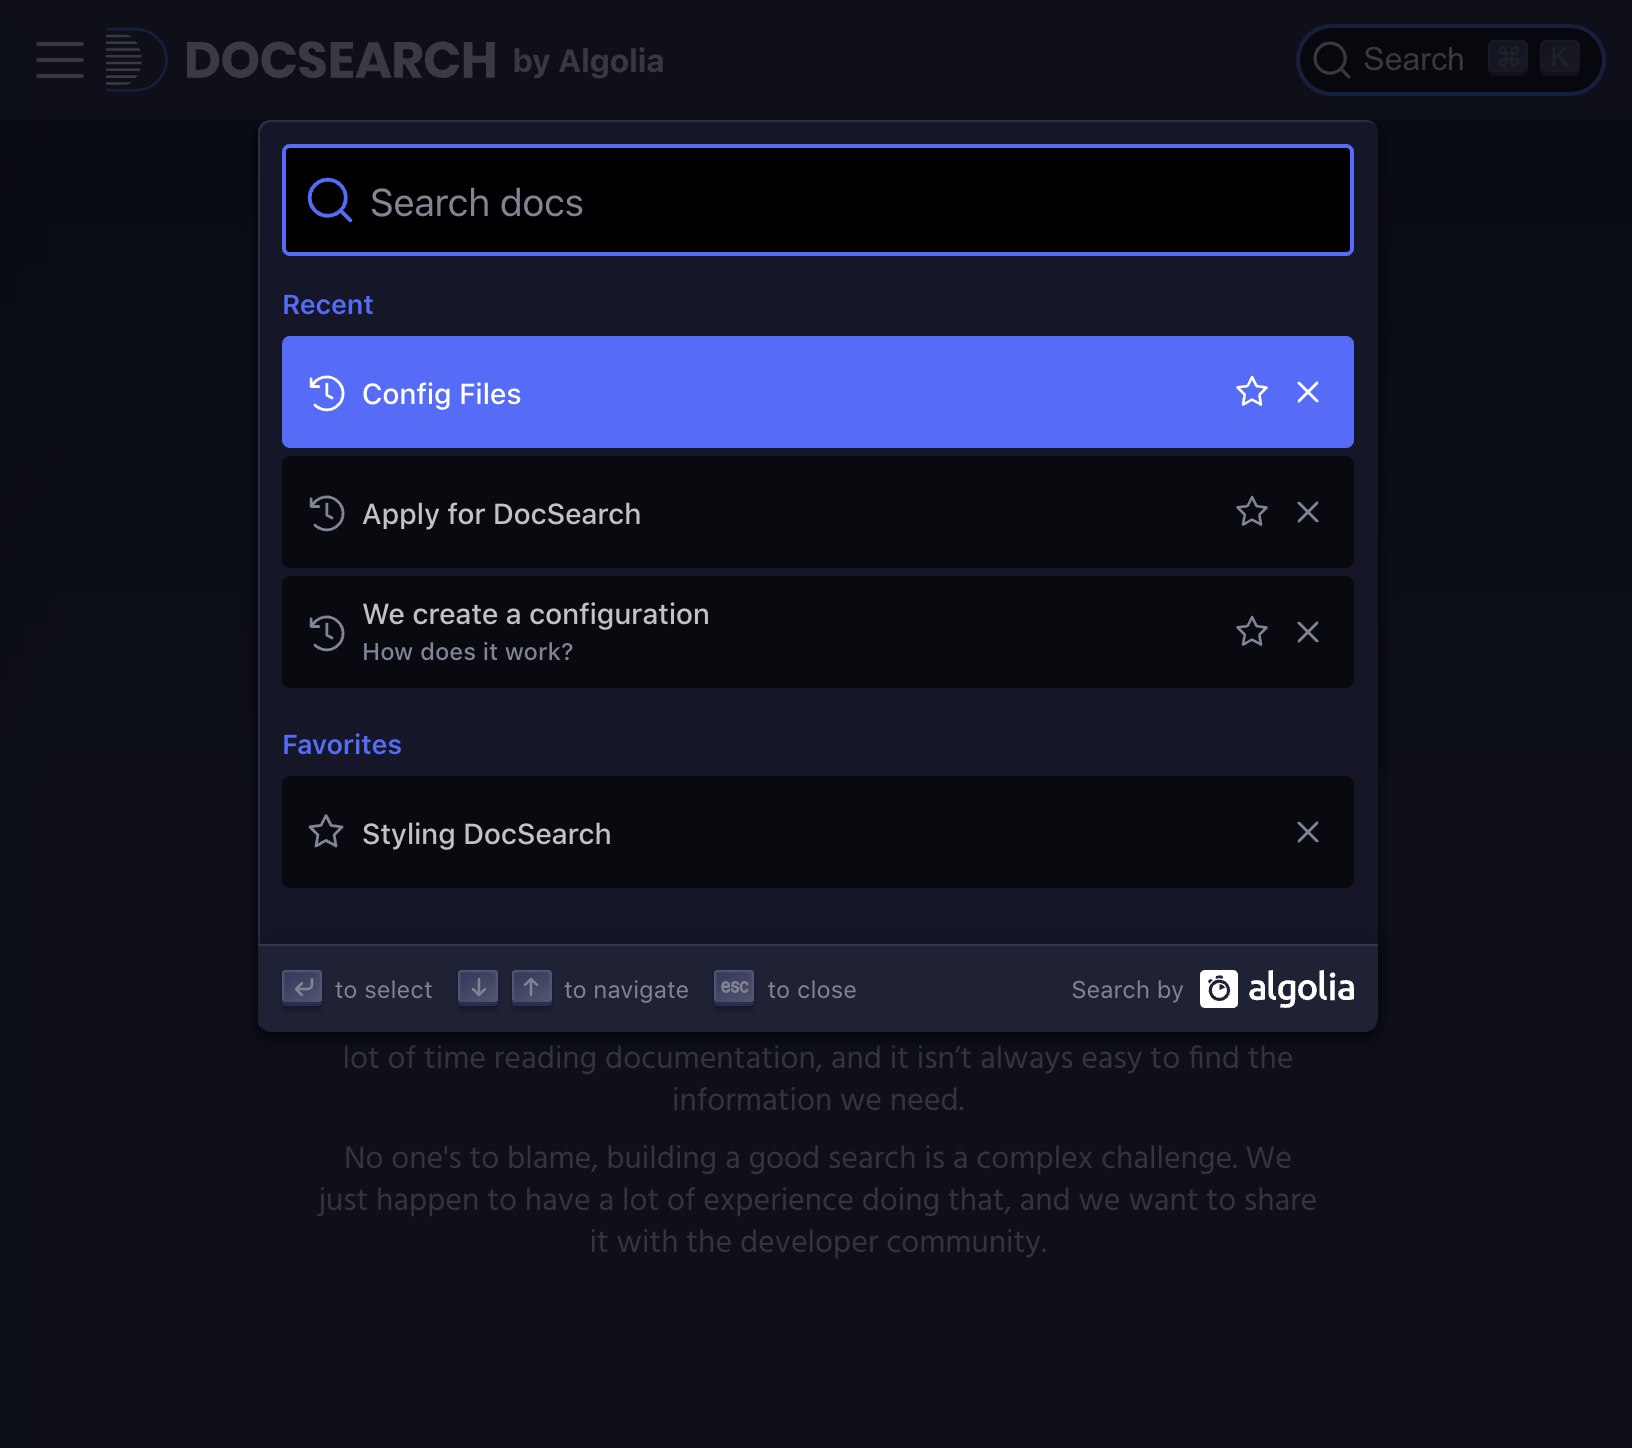 DOCSEARCH by Algolia
Search ⌘ K
Search docs
Recent
Config Files
Apply for DocSearch
We create a configuration
How does it work?
Favorites
Styling DocSearch
to select to navigate esc to close Search by algolia
lot of time reading documentation, and it isn’t always easy to find the
information we need.
No one's to blame, building a good search is a complex challenge. We
just happen to have a lot of experience doing that, and we want to share
it with the developer community.